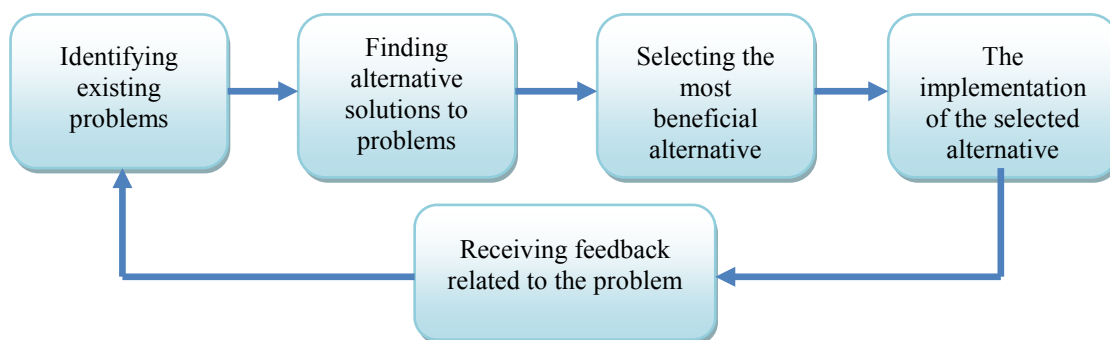 Identifying
existing
problems
Finding
alternative
solutions to
problems
Selecting the
most
beneficial
alternative
The
implementation
of the selected
alternative
Receiving feedback
related to the problem